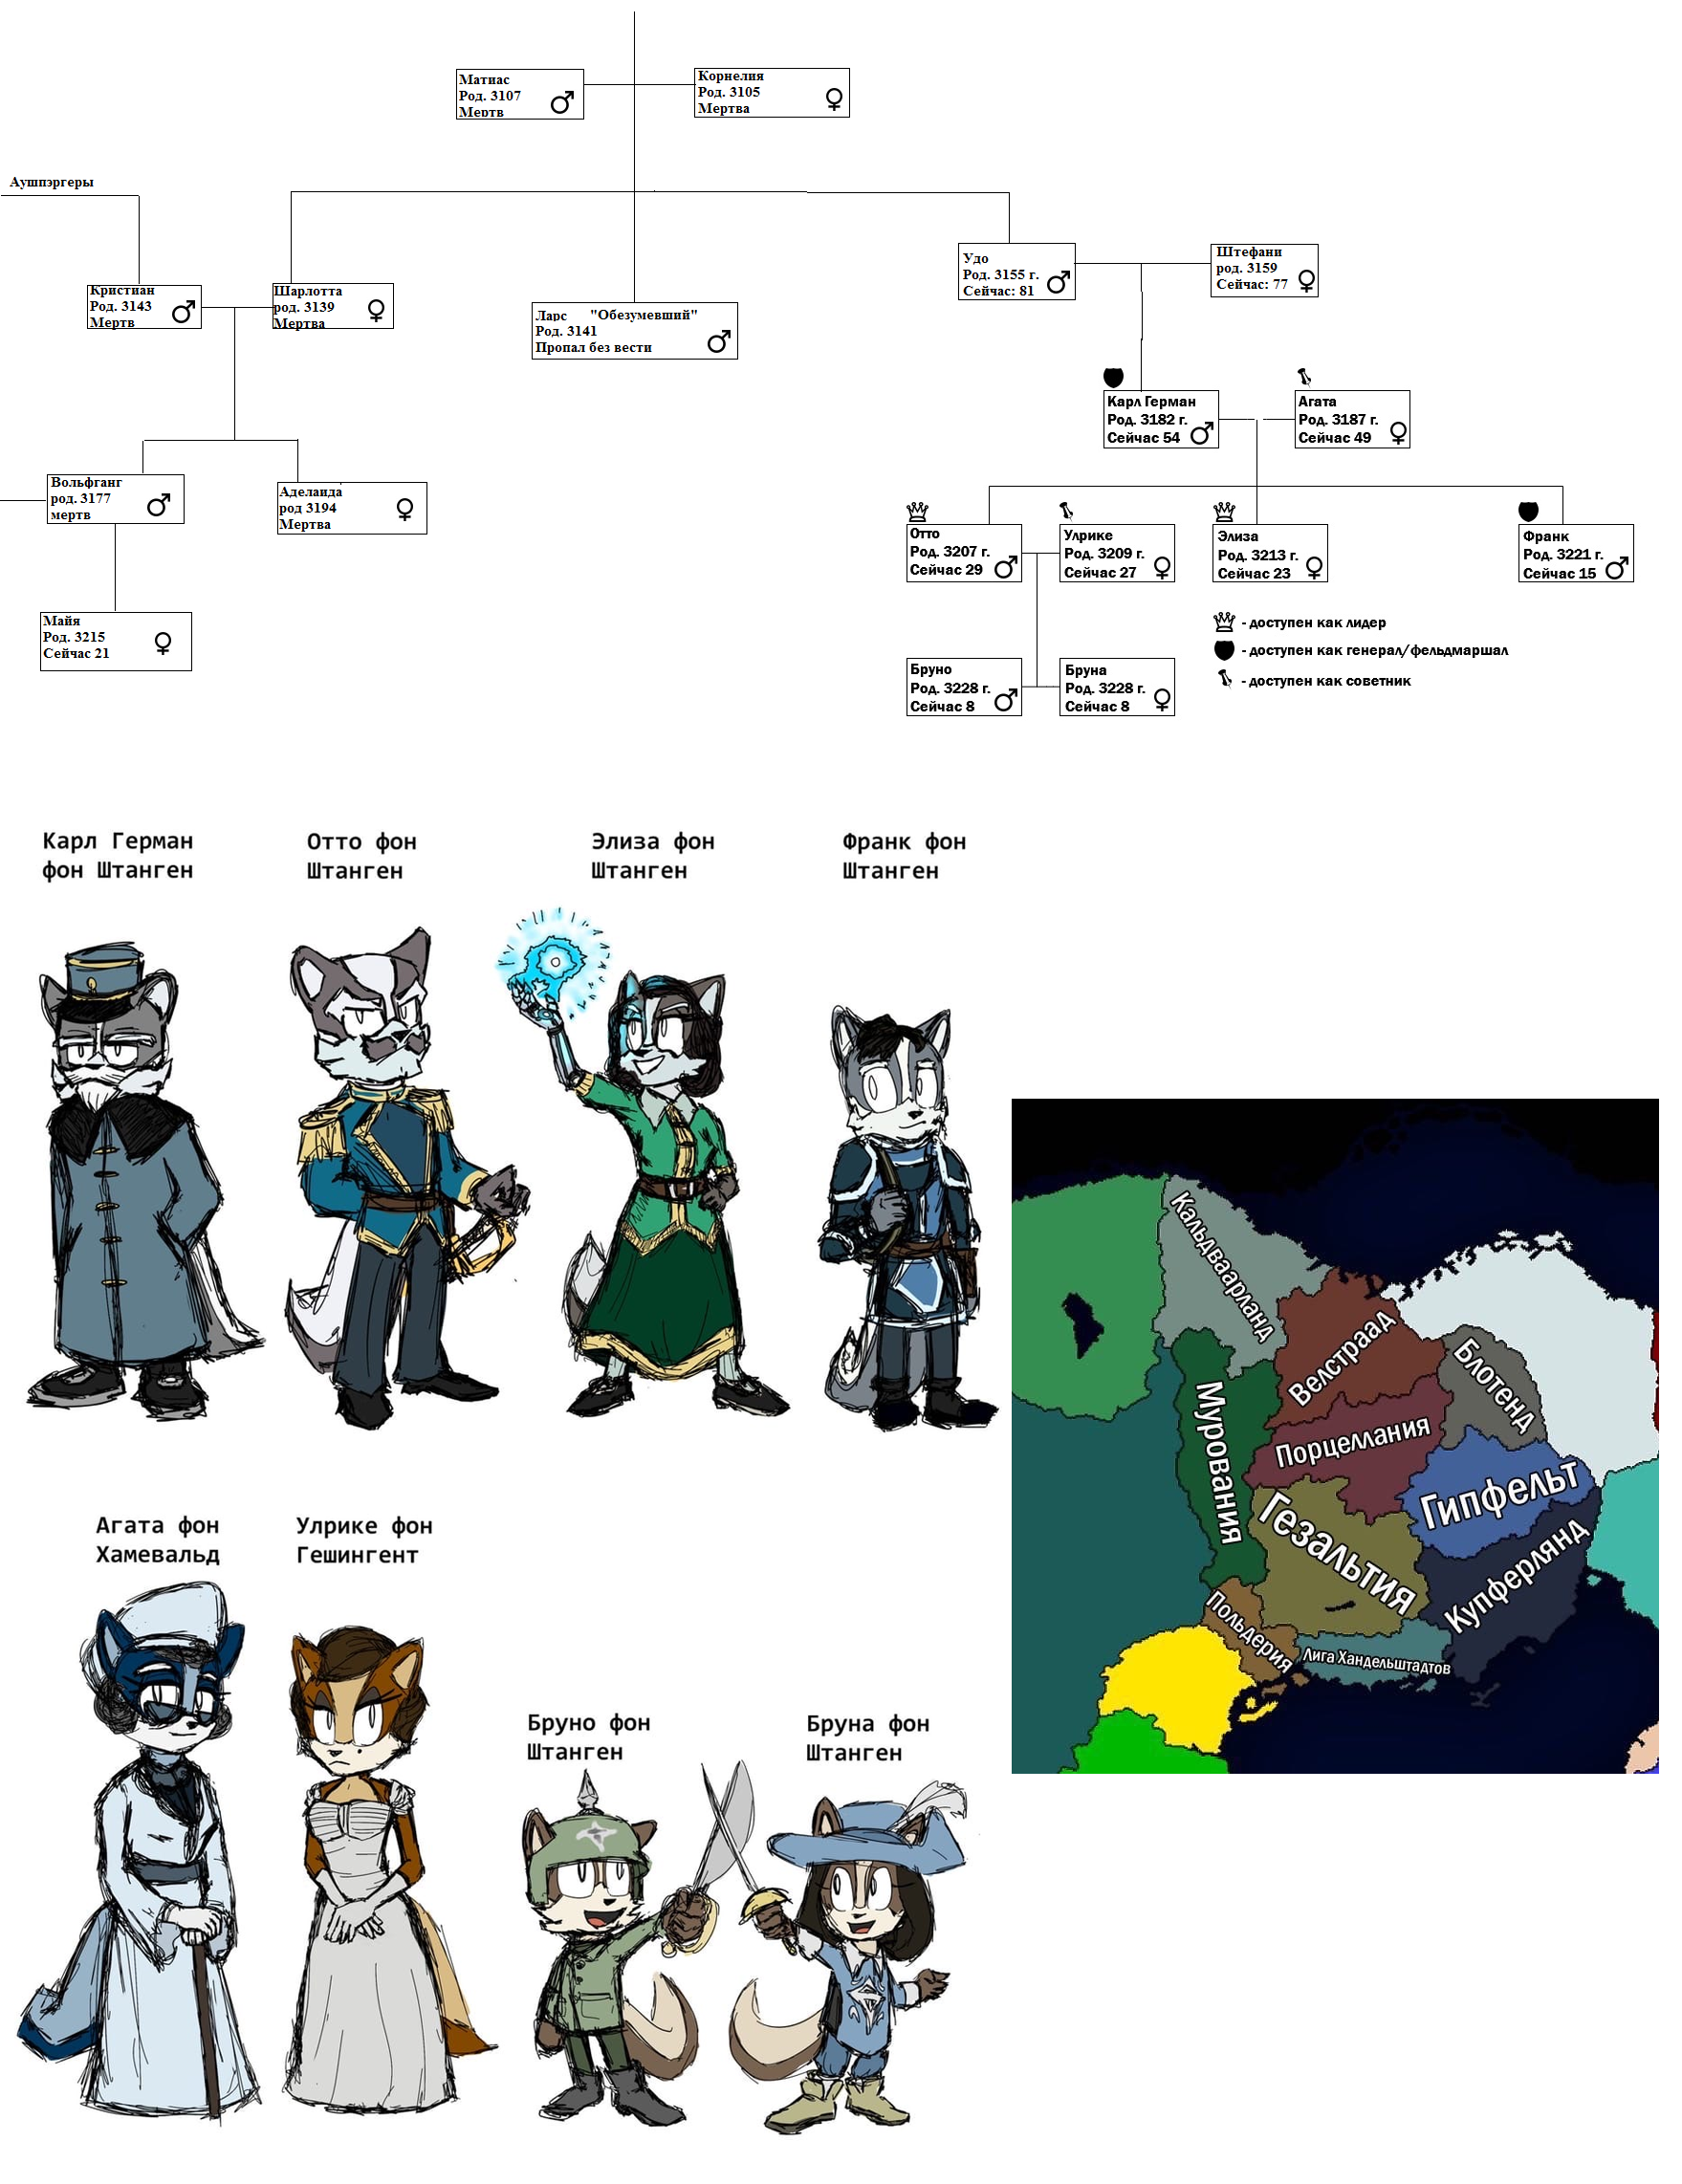 Матиас
Род. 3107
Мертв
Корнелия
Род. 3105
Мертва
Аушпэргеры
Кристиан
Род. 3143
Мертв
Шарлотта
род. 3139
Мертва
Ларс "Обезумевший"
Род. 3141
Пропал без вести
Удо
Род. 3155 г.
Сейчас: 81
Штефани
род. 3159
Сейчас: 77
Карл Герман
Род. 3182 г.
Сейчас 54
Агата
Род. 3187 г.
Сейчас 49
Вольфганг
род. 3177
мертв
Аделаида
род 3194
Мертва
Отто
Род. 3207 г.
Сейчас 29
Улрике
Род. 3209 г.
Сейчас 27
Элиза
Род. 3213 г.
Сейчас 23
Франк
Род. 3221 г.
Сейчас 15
Майя
Род. 3215
Сейчас 21
- доступен как лидер
- доступен как генерал/фельдмаршал
- доступен как советник
Бруно
Род. 3228 г.
Сейчас 8
Бруна
Род. 3228 г.
Сейчас 8
Карл Герман
фон Штанген
Отто фон
Штанген
Элиза фон
Штанген
Франк фон
Штанген
Кальдваарланд
Велстраад
Блотенд
Мурования
Порцеллания
Гипфельт
Гезальтия
Купферлянд
Польдерия
Лига Хандельштадтов
Агата фон
Хамевальд
Улрике фон
Гешингент
Бруно фон
Штанген
Бруна фон
Штанген